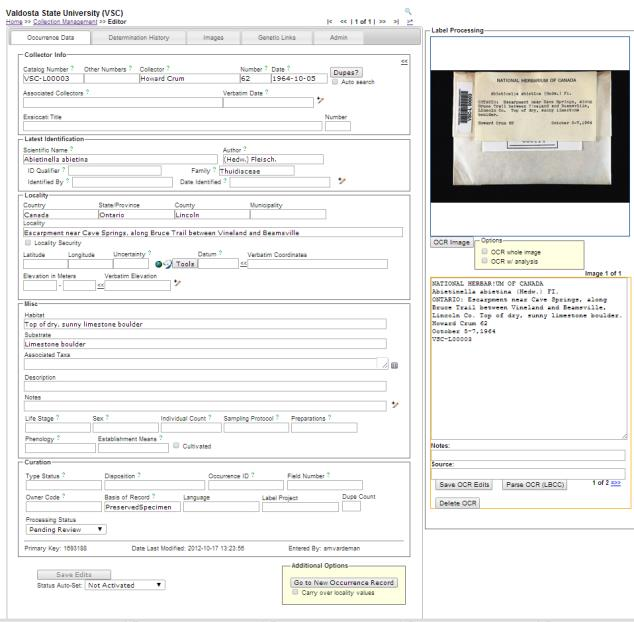 Valdosta State University (VSC)
Home >> Collection Management >> Editor
|< << | 1 of 1 | >> >| >*
Occurrence Data Determination History Images Genetic Links Admin
Collector Info
<<
Catalog Number ? Other Numbers ? Collector ? Number ? Date ?
VSC-L00003 Howard Crum 62 1964-10-05 Dupes?
Auto search
Associated Collectors ? Verbatim Date ?
Exsiccati Title Number
Latest Identification
Scientific Name ? Author ?
Abietinella abietina (Hedw.) Fleisch.
ID Qualifier ? Family ? Thuidiaceae
Identified By ? Date Identified ?
Locality
Country State/Province County Municipality
Canada Ontario Lincoln
Locality
Escarpment near Cave Springs, along Bruce Trail between Vineland and Beamsville
Locality Security
Latitude Longitude Uncertainty ? Datum ? Verbatim Coordinates
Tools <<
Elevation in Meters Verbatim Elevation
- <<
Misc
Habitat
Top of dry, sunny limestone boulder
Substrate
Limestone boulder
Associated Taxa
Description
Notes
Life Stage ? Sex ? Individual Count ? Sampling Protocol ? Preparations ?
Phenology ? Establishment Means ? Cultivated
Curation
Type Status ? Disposition ? Occurrence ID ? Field Number ?
Owner Code ? Basis of Record ? Language Label Project Dupe Count
PreservedSpecimen
Processing Status
Pending Review
Primary Key: 1693188 Date Last Modified: 2012-10-17 13:23:56 Entered By: amvardeman
Save Edits
Status Auto-Set: Not Activated
Additional Options
Go to New Occurrence Record
Carry over locality values
Label Processing
NATIONAL HERBARIUM OF CANADA
Abietinella abietina (Hedw.) Fl.
ONTARIO: Escarpment near Cave Springs, along
Bruce Trail between Vineland and Beamsville,
Lincoln Co. Top of dry, sunny limestone
boulder.
Howard Crum 62 October 5-7,1964
OCR Image
Options
OCR whole image
OCR w/ analysis
Image 1 of 1
NATIONAL HERBAR!UM OF CANADA
Abietinella abietina (Hedw.) FI.
ONTARIO: Escarpment near Cave Springs, along
Bruce Trail between Vineland and Beamsville,
Lincoln Co. Top of dry, sunny limestone boulder.
Howard Crum 62
October 5-7,1964
VSC-L00003
Notes:
Source:
Save OCR Edits Parse OCR (LBCC) 1 of 2 >>>
Delete OCR